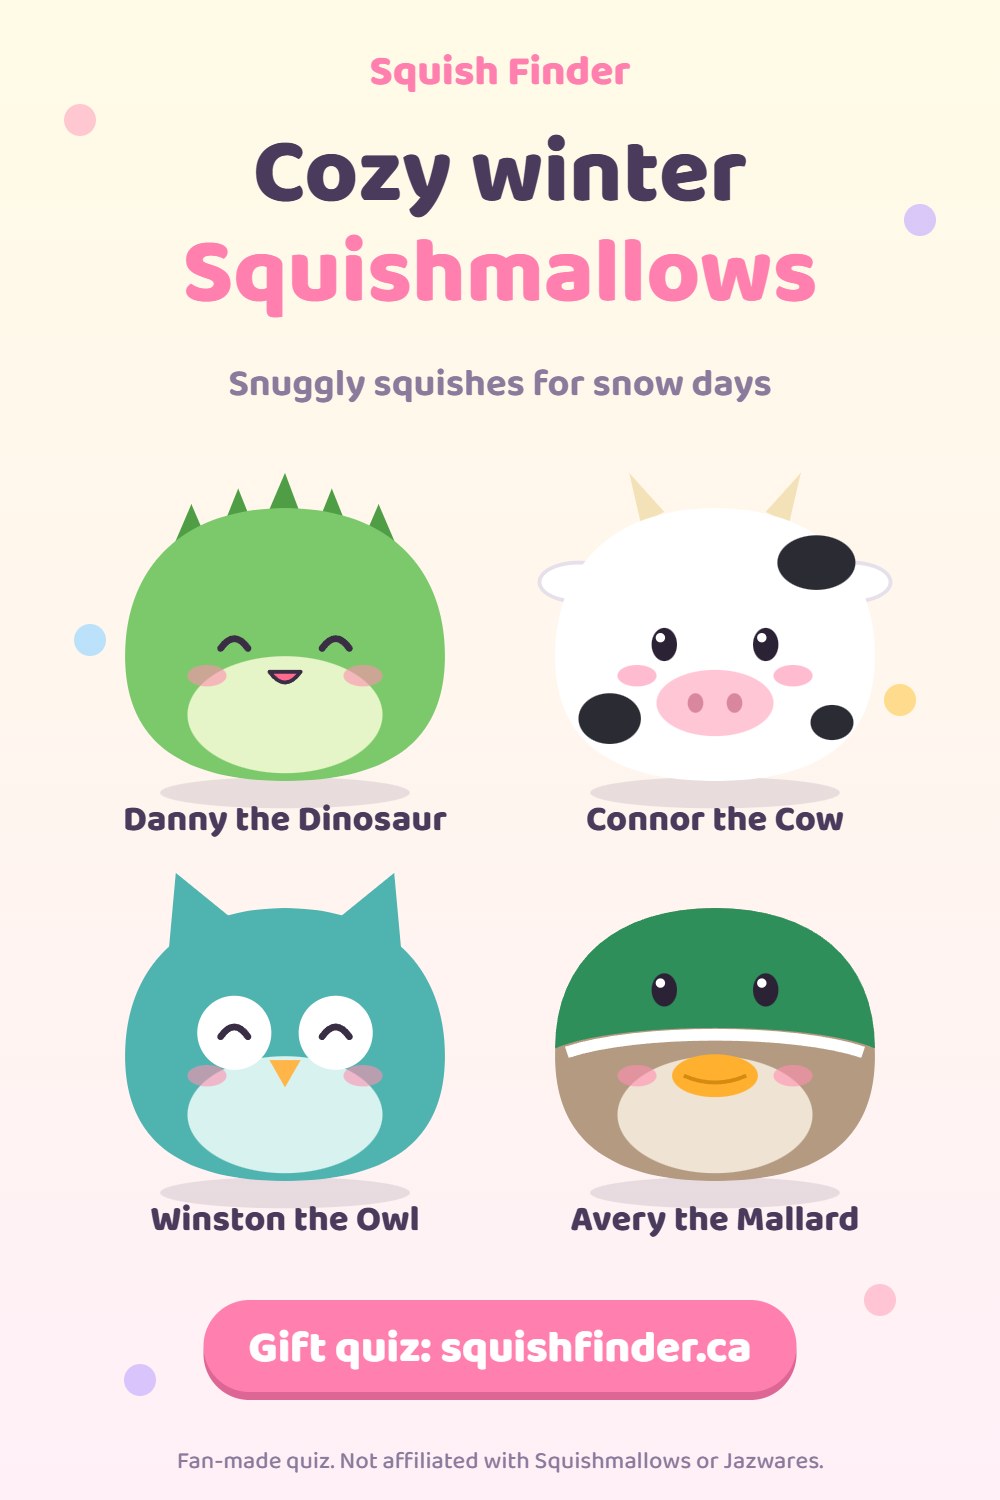 Squish Finder
Cozy winter
Squishmallows
Snuggly squishes for snow days
Danny the Dinosaur
Connor the Cow
Winston the Owl
Avery the Mallard
Gift quiz: squishfinder.ca
Fan-made quiz. Not affiliated with Squishmallows or Jazwares.